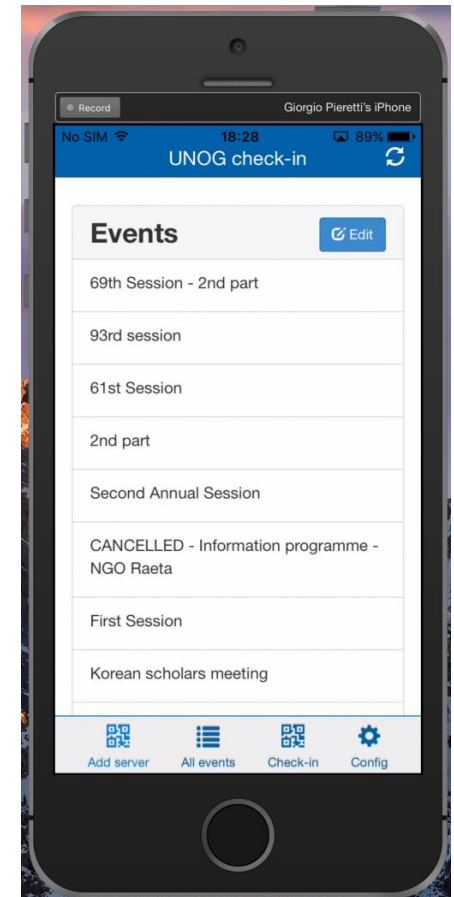 Record
Giorgio Pieretti's iPhone
No SIM 18:28 89%
UNOG check-in
Events
Edit
69th Session - 2nd part
93rd session
61st Session
2nd part
Second Annual Session
CANCELLED - Information programme -
NGO Raeta
First Session
Korean scholars meeting
Add server
All events
Check-in
Config